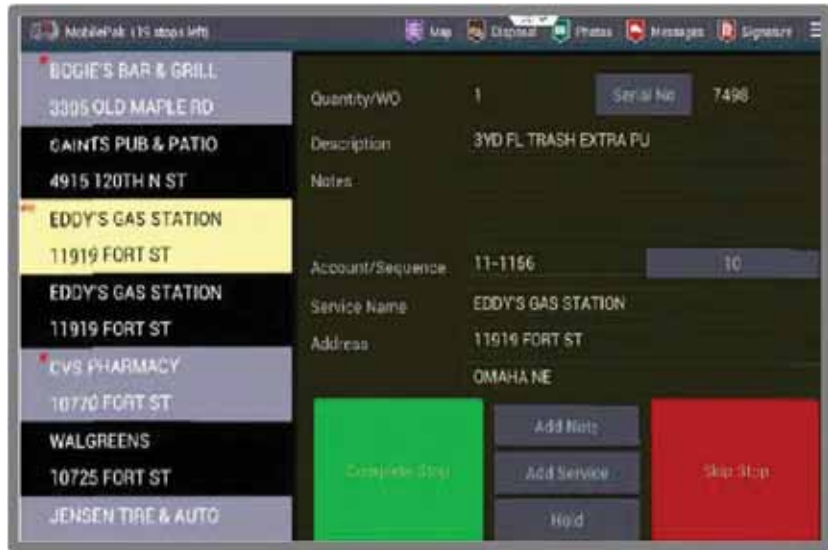 MobilePak (19 stops left)
Map
Disposal
Photos
Messages
Signature
BOGIE'S BAR & GRILL
3305 OLD MAPLE RD
GAINTS PUB & PATIO
4915 120TH N ST
EDDY'S GAS STATION
11919 FORT ST
EDDY'S GAS STATION
11919 FORT ST
CVS PHARMACY
10770 FORT ST
WALGREENS
10725 FORT ST
JENSEN TIRE & AUTO
Quantity/WO 1 Serial No 7498
Description 3YD FL TRASH EXTRA PU
Notes
Account/Sequence 11-1156 10
Service Name EDDY'S GAS STATION
Address 11919 FORT ST
OMAHA NE
Complete Stop
Add Note
Add Service
Hold
Skip Stop